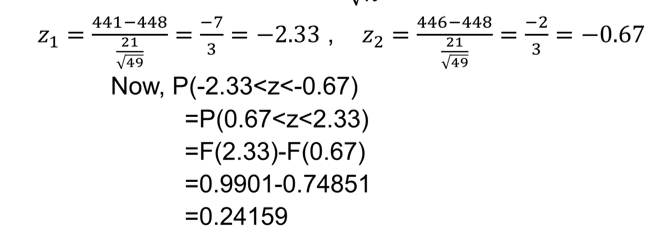 z₁ = (441−448)/(21/√49) = −7/3 = −2.33 , z₂ = (446−448)/(21/√49) = −2/3 = −0.67
Now, P(-2.33<z<-0.67)
=P(0.67<z<2.33)
=F(2.33)-F(0.67)
=0.9901-0.74851
=0.24159